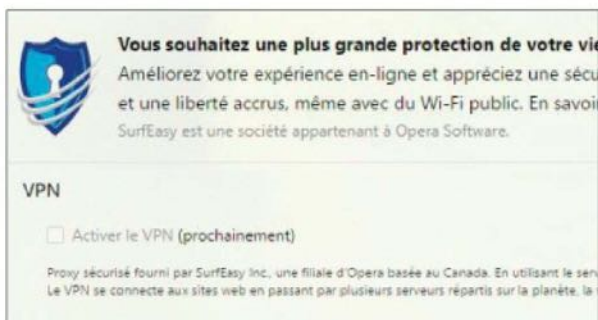 Vous souhaitez une plus grande protection de votre vie
Améliorez votre expérience en-ligne et appréciez une sécu
et une liberté accrus, même avec du Wi-Fi public. En savoir
SurfEasy est une société appartenant à Opera Software.
VPN
Activer le VPN (prochainement)
Proxy sécurisé fourni par SurfEasy Inc, une filiale d'Opera basée au Canada. En utilisant le serv
Le VPN se connecte aux sites web en passant par plusieurs serveurs répartis sur la planète, la